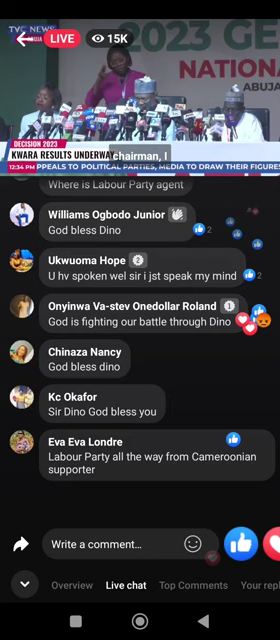 TVC NEWS
ABUJA
LIVE
15K
2023 GE
NATIONA
ABUJ
DECISION 2023
KWARA RESULTS UNDERWAY
chairman, I
12:34 PM PPEALS TO POLITICAL PARTIES, MEDIA TO DRAW THEIR FIGURES
Where is Labour Party agent
Williams Ogbodo Junior
God bless Dino
2
Ukwuoma Hope 2
U hv spoken wel sir i jst speak my mind
2
Onyinwa Va-stev Onedollar Roland 1
God is fighting our battle through Dino
Chinaza Nancy
God bless dino
Kc Okafor
Sir Dino God bless you
Eva Eva Londre
Labour Party all the way from Cameroonian
supporter
Write a comment...
Overview Live chat Top Comments Your repl